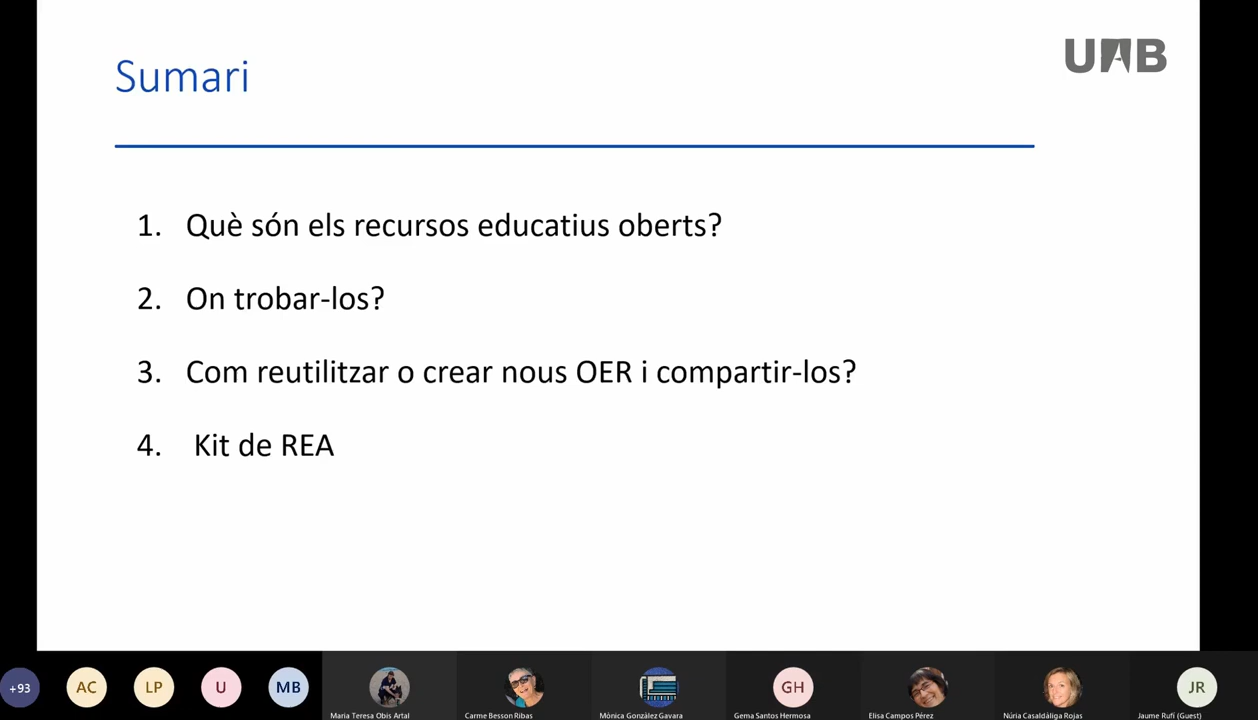 UAB
Sumari
1. Què són els recursos educatius oberts?
2. On trobar-los?
3. Com reutilitzar o crear nous OER i compartir-los?
4. Kit de REA
+93 AC LP U MB GH JR
Maria Teresa Obis Artal Carme Besson Ribas Mònica González Gavara Gema Santos Hermosa Elisa Campos Pérez Núria Casaldàliga Rojas Jaume Rufí (Guest)